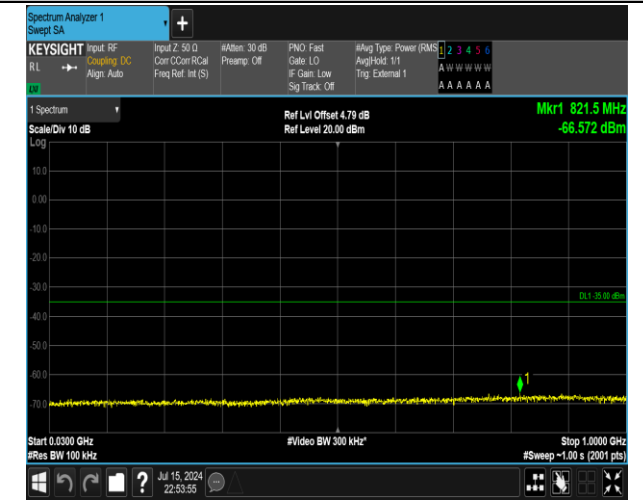 Spectrum Analyzer 1
Swept SA
KEYSIGHT Input: RF Input Z: 50 Ω #Atten: 30 dB PNO: Fast #Avg Type: Power (RMS 1 2 3 4 5 6
RL Coupling: DC Corr CCorr RCal Preamp: Off Gate: LO Avg|Hold: 1/1 A W W W W W
Align: Auto Freq Ref: Int (S) IF Gain: Low Trig: External 1
Sig Track: Off A A A A A A
1 Spectrum Ref Lvl Offset 4.79 dB Mkr1 821.5 MHz
Scale/Div 10 dB Ref Level 20.00 dBm -66.572 dBm
Log
10.0
0.00
-10.0
-20.0
-30.0
DL1 -35.00 dBm
-40.0
-50.0
-60.0
1
-70.0
Start 0.0300 GHz #Video BW 300 kHz* Stop 1.0000 GHz
#Res BW 100 kHz #Sweep ~1.00 s (2001 pts)
? Jul 15, 2024
22:53:55